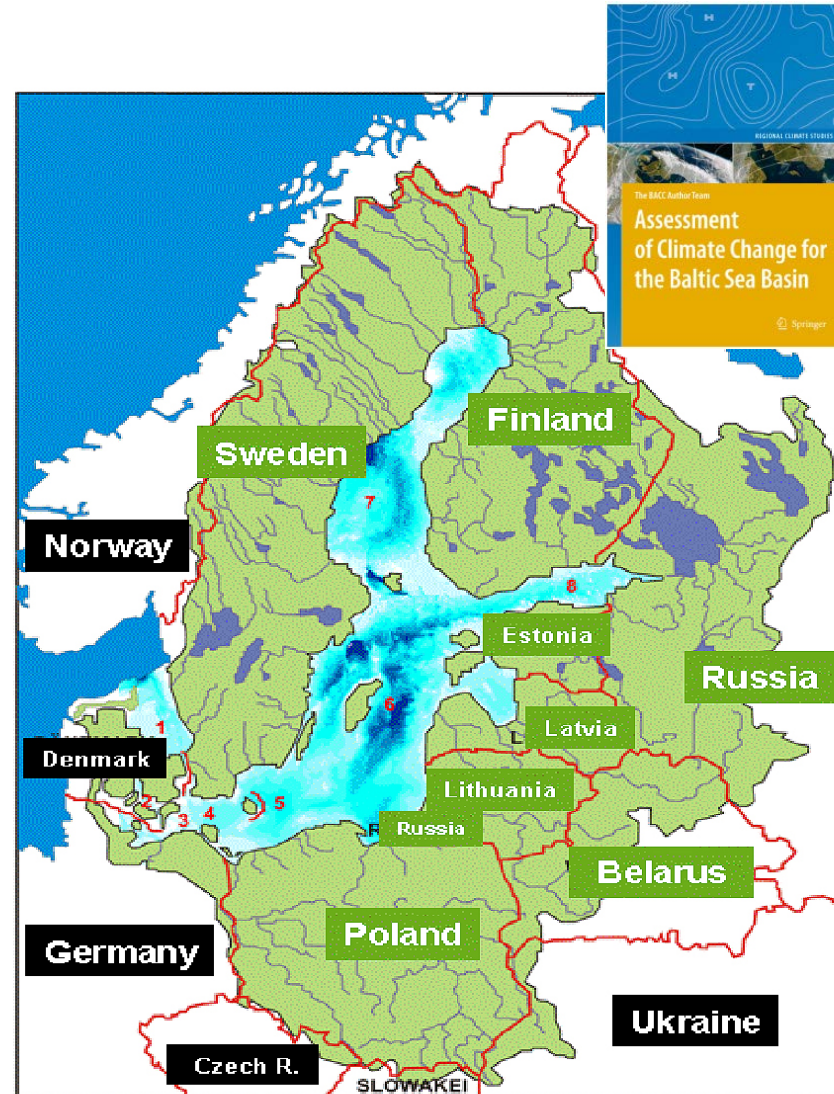 H
H
T
REGIONAL CLIMATE STUDIES
The BACC Author Team
Assessment
of Climate Change for
the Baltic Sea Basin
Springer
Finland
Sweden
7
Norway
8
Estonia
Russia
6
1
Latvia
Denmark
Lithuania
2
3
4
5
Russia
Belarus
Poland
Germany
Ukraine
Czech R.
SLOWAKEI